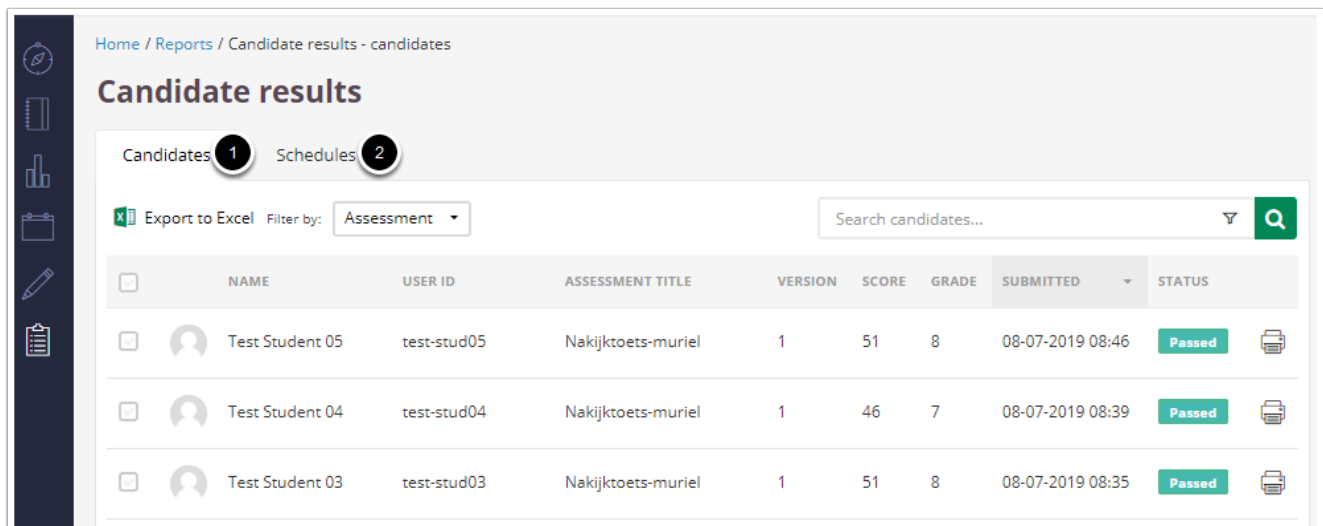 Home / Reports / Candidate results - candidates
Candidate results
Candidates 1 Schedules 2
Export to Excel Filter by: Assessment Search candidates...
NAME USER ID ASSESSMENT TITLE VERSION SCORE GRADE SUBMITTED STATUS
Test Student 05 test-stud05 Nakijktoets-muriel 1 51 8 08-07-2019 08:46 Passed
Test Student 04 test-stud04 Nakijktoets-muriel 1 46 7 08-07-2019 08:39 Passed
Test Student 03 test-stud03 Nakijktoets-muriel 1 51 8 08-07-2019 08:35 Passed